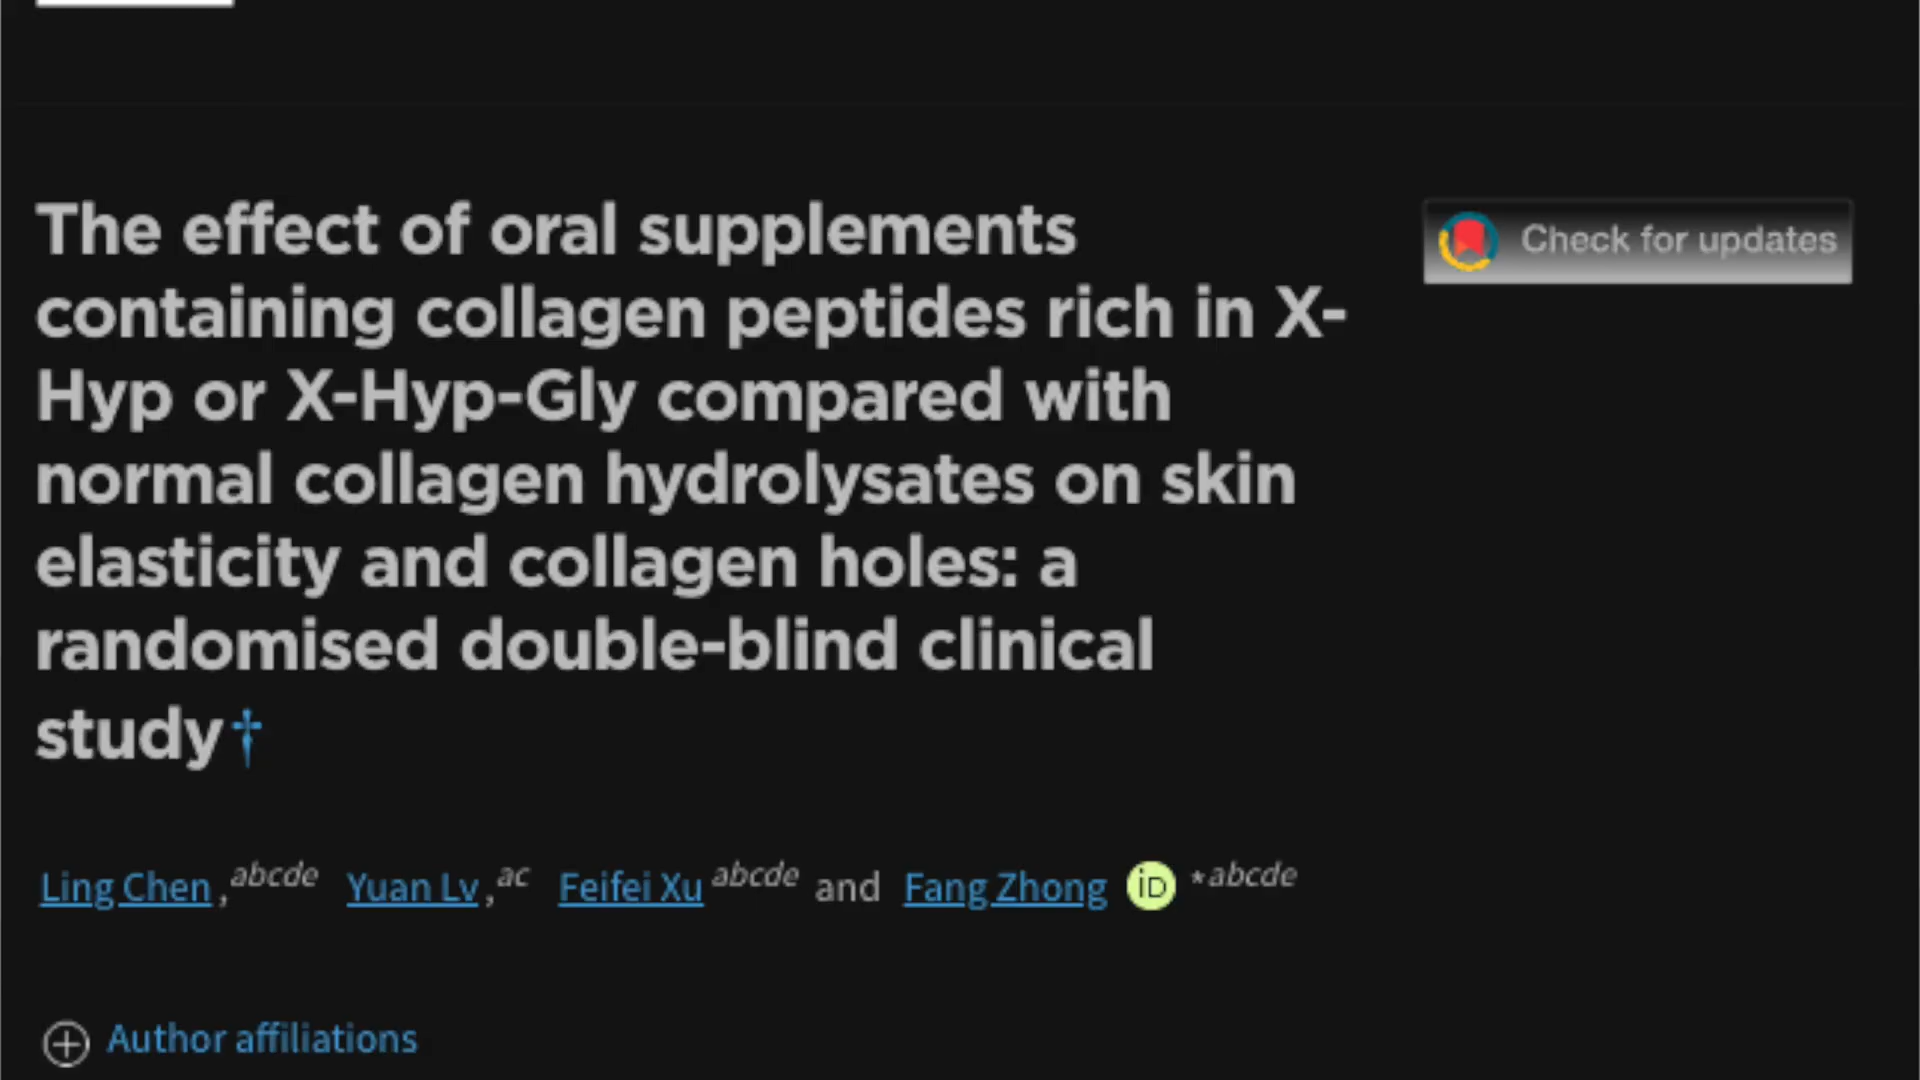 The effect of oral supplements
containing collagen peptides rich in X-
Hyp or X-Hyp-Gly compared with
normal collagen hydrolysates on skin
elasticity and collagen holes: a
randomised double-blind clinical
study†
Check for updates
Ling Chen,abcde Yuan Lv,ac Feifei Xu abcde and Fang Zhong iD *abcde
Author affiliations